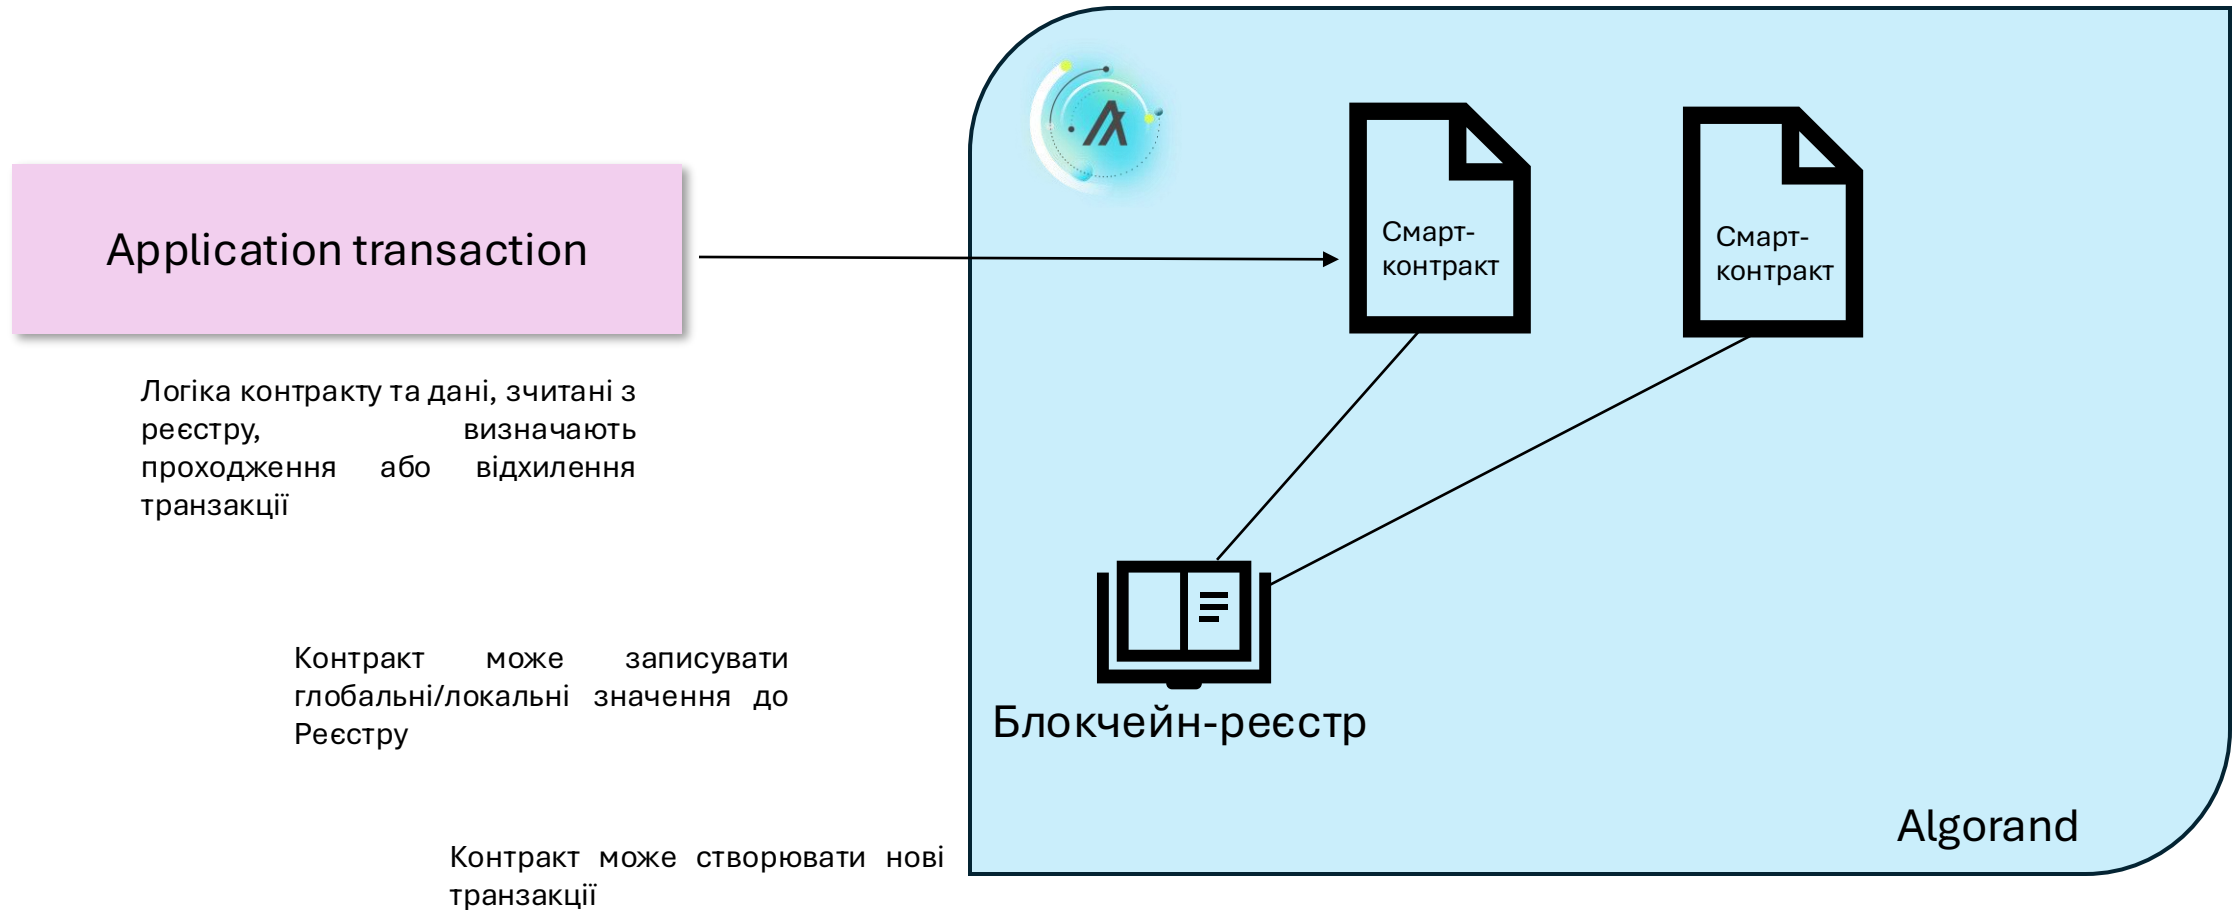 Application transaction
Смарт-
контракт
Смарт-
контракт
Логіка контракту та дані, зчитані з
реєстру, визначають
проходження або відхилення
транзакції
Контракт може записувати
глобальні/локальні значення до
Реєстру
Блокчейн-реєстр
Algorand
Контракт може створювати нові
транзакції